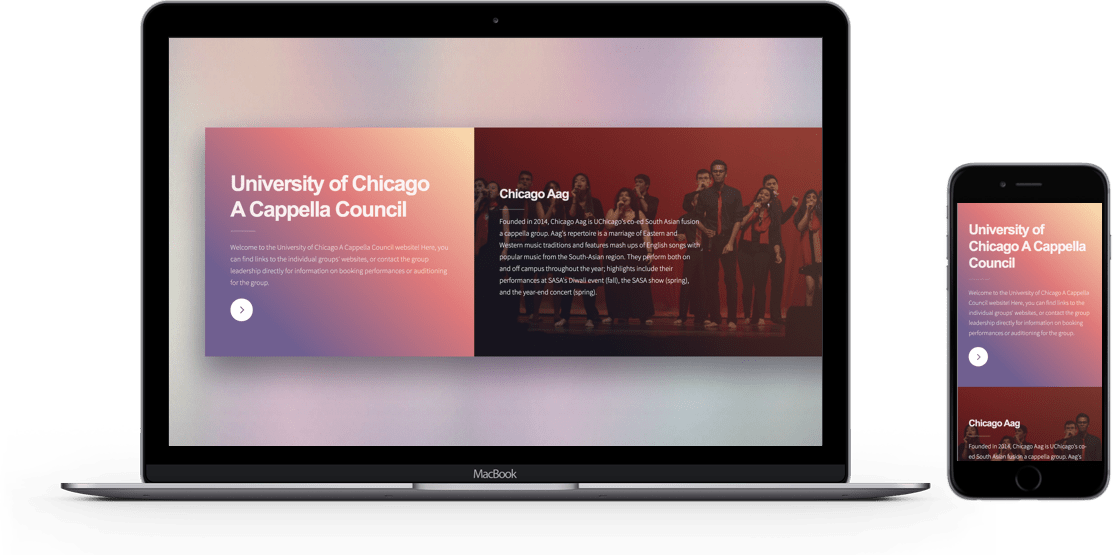 University of Chicago
A Cappella Council
Welcome to the University of Chicago A Cappella Council website! Here, you
can find links to the individual groups' websites, or contact the group
leadership directly for information on booking performances or auditioning
for the group.
Chicago Aag
Founded in 2014, Chicago Aag is UChicago's co-ed South Asian fusion
a cappella group. Aag's repertoire is a marriage of Eastern and
Western music traditions and features mash ups of English songs with
popular music from the South-Asian region. They perform both on
and off campus throughout the year; highlights include their
performances at SASA's Diwali event (fall), the SASA show (spring),
and the year-end concert (spring).
MacBook
University of
Chicago A Cappella
Council
Welcome to the University of Chicago A Cappella
Council website! Here, you can find links to the
individual groups' websites, or contact the group
leadership directly for information on booking
performances or auditioning for the group.
Chicago Aag
Founded in 2014, Chicago Aag is UChicago's co-
ed South Asian fusion a cappella group. Aag's